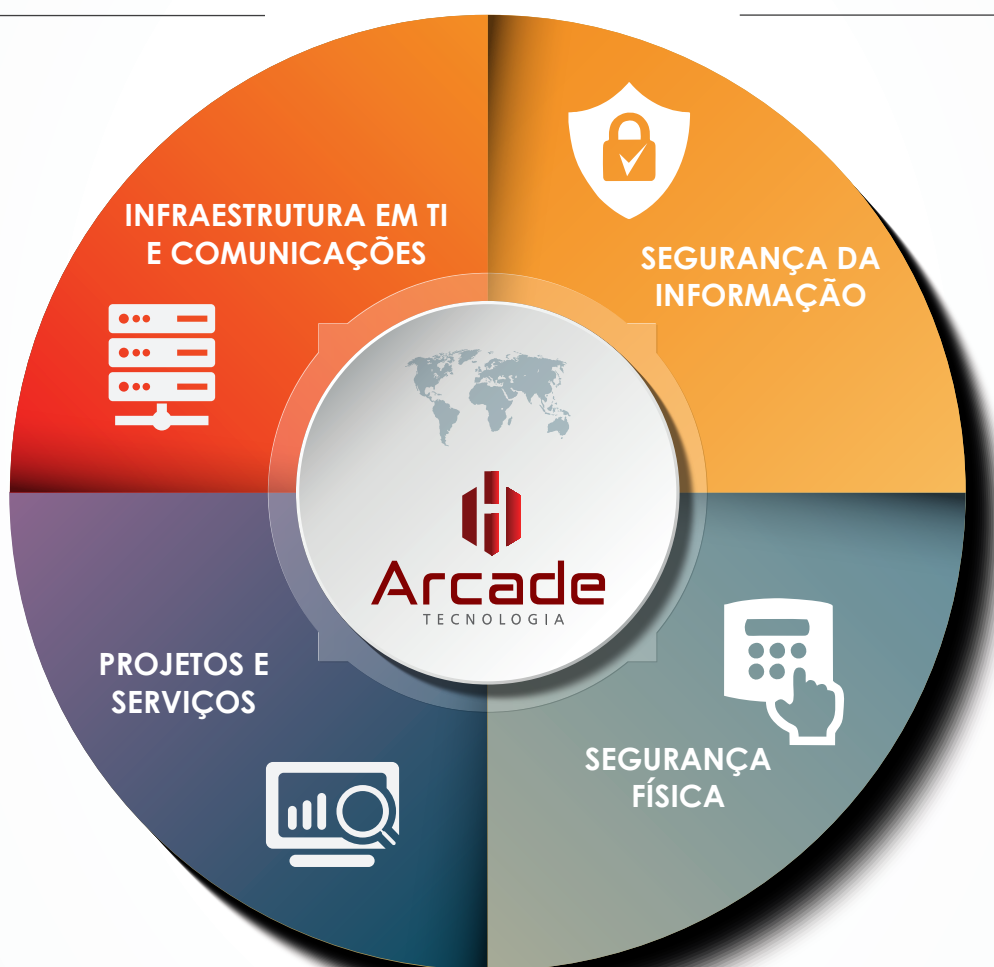 INFRAESTRUTURA EM TI
E COMUNICAÇÕES
SEGURANÇA DA
INFORMAÇÃO
Arcade
TECNOLOGIA
PROJETOS E
SERVIÇOS
SEGURANÇA
FÍSICA